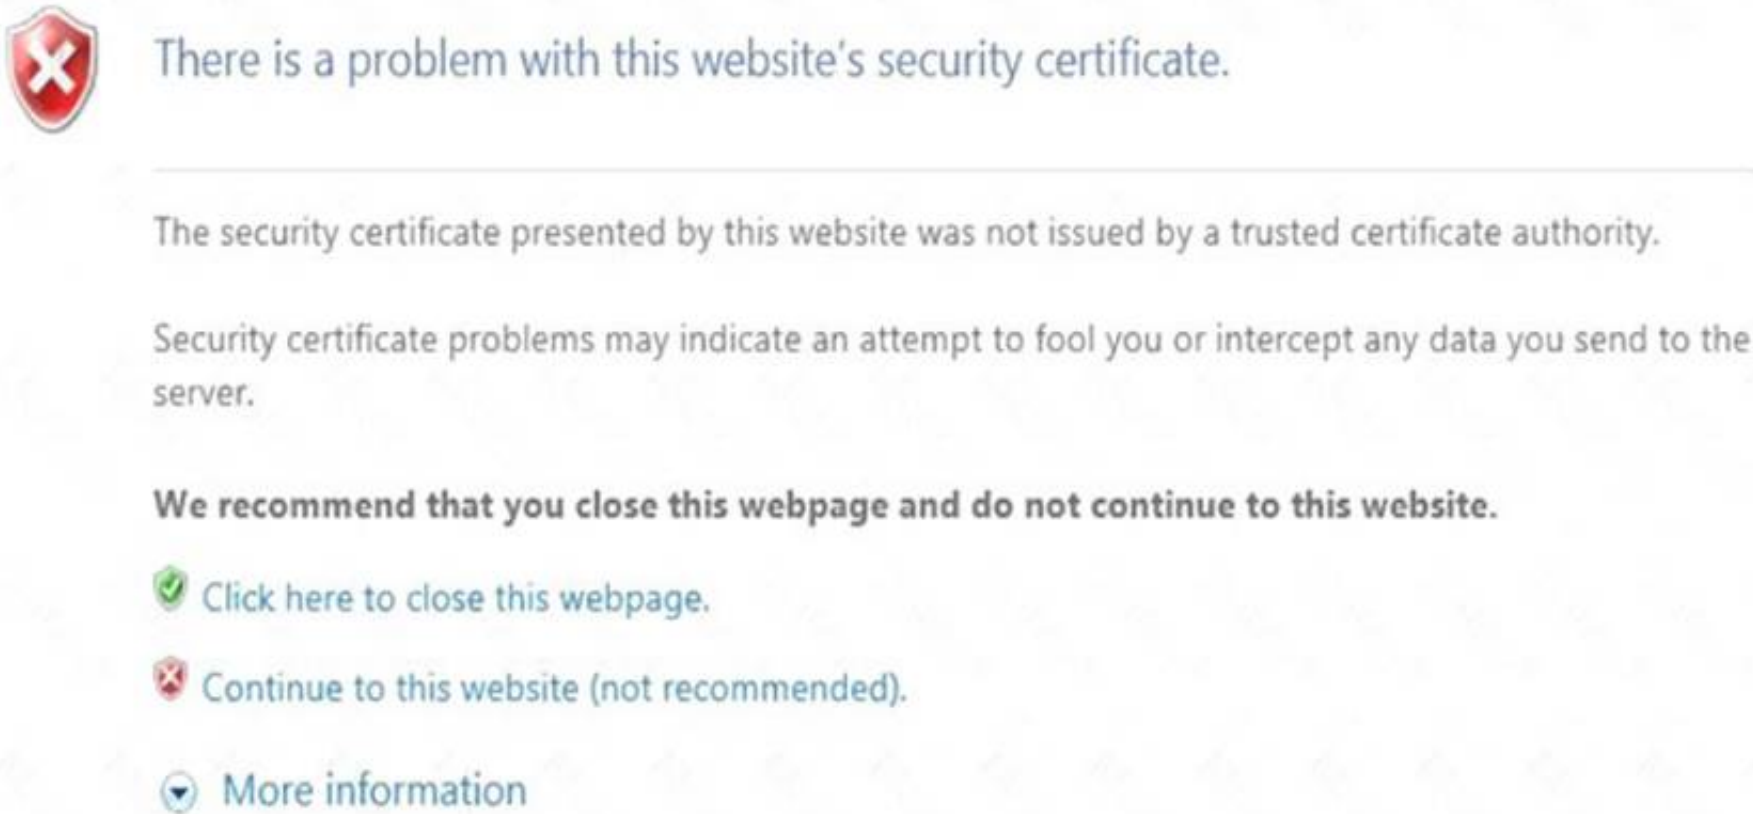 There is a problem with this website's security certificate.
The security certificate presented by this website was not issued by a trusted certificate authority.
Security certificate problems may indicate an attempt to fool you or intercept any data you send to the
server.
We recommend that you close this webpage and do not continue to this website.
Click here to close this webpage.
Continue to this website (not recommended).
More information